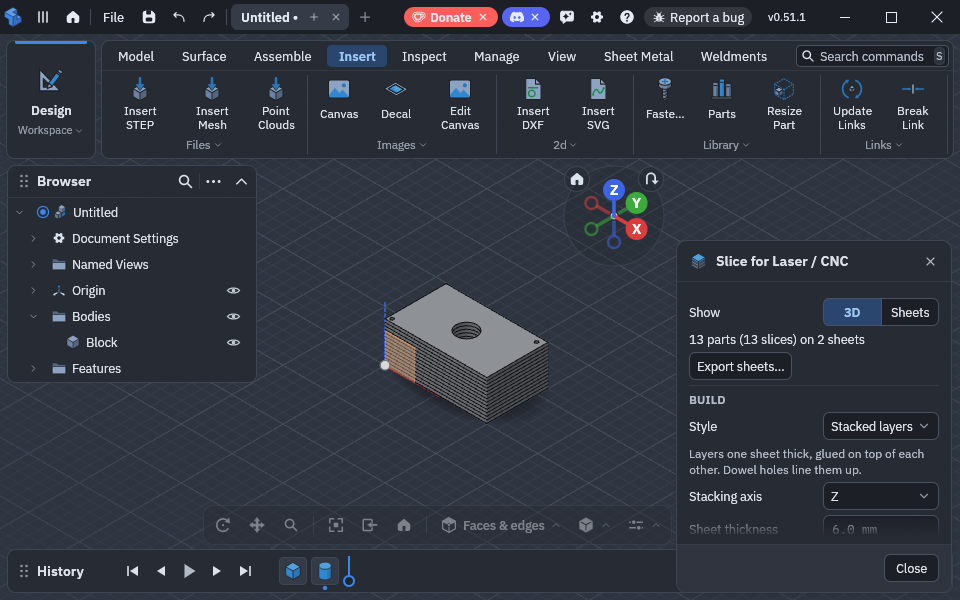 File
Untitled •
Donate
Report a bug
v0.51.1
Design
Workspace
Model
Surface
Assemble
Insert
Inspect
Manage
View
Sheet Metal
Weldments
Search commands
S
Insert STEP
Insert Mesh
Point Clouds
Canvas
Decal
Edit Canvas
Insert DXF
Insert SVG
Faste...
Parts
Resize Part
Update Links
Break Link
Files
Images
2d
Library
Links
Browser
Untitled
Document Settings
Named Views
Origin
Bodies
Block
Features
Z
Y
X
Slice for Laser / CNC
Show
3D
Sheets
13 parts (13 slices) on 2 sheets
Export sheets...
BUILD
Style
Stacked layers
Layers one sheet thick, glued on top of each
other. Dowel holes line them up.
Stacking axis
Z
Sheet thickness
6.0 mm
Close
Faces & edges
History